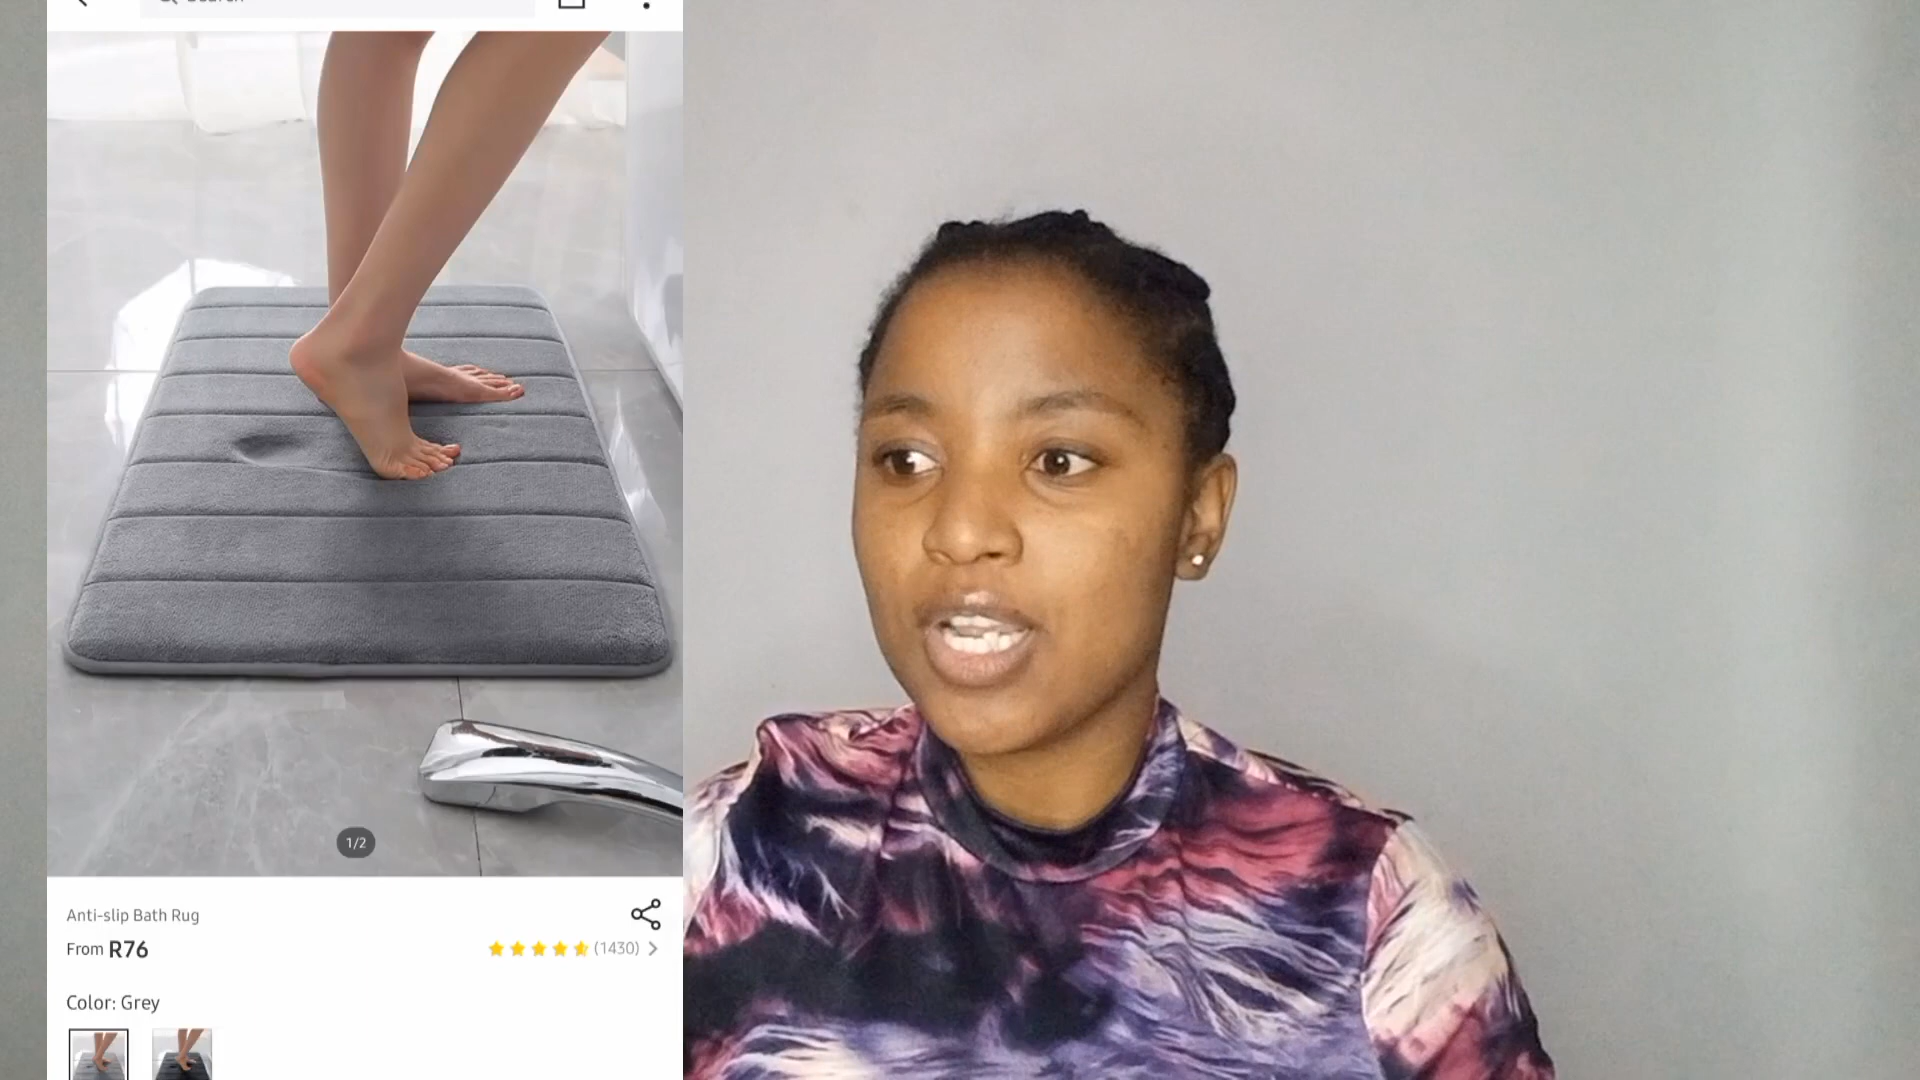 1/2
Anti-slip Bath Rug
From R76
(1430)
Color: Grey